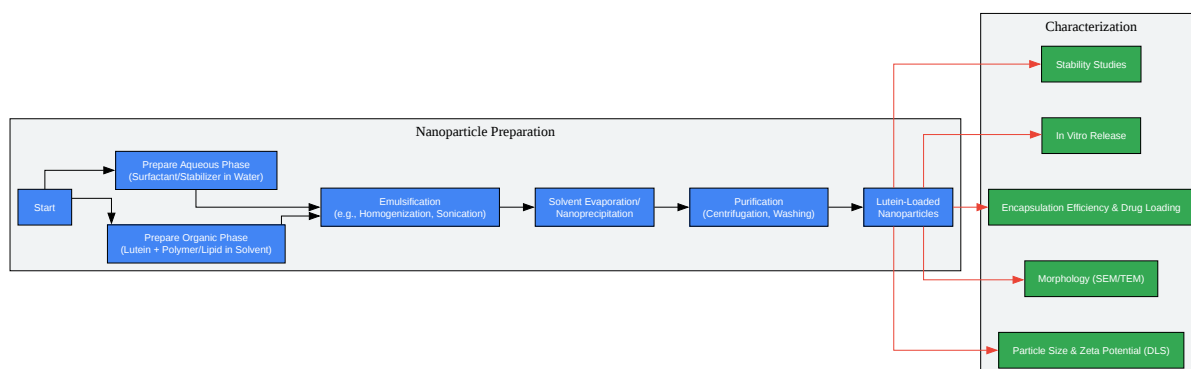 Nanoparticle Preparation
Start
Prepare Aqueous Phase
(Surfactant/Stabilizer in Water)
Prepare Organic Phase
(Lutein + Polymer/Lipid in Solvent)
Emulsification
(e.g., Homogenization, Sonication)
Solvent Evaporation/
Nanoprecipitation
Purification
(Centrifugation, Washing)
Lutein-Loaded
Nanoparticles
Characterization
Stability Studies
In Vitro Release
Encapsulation Efficiency & Drug Loading
Morphology (SEM/TEM)
Particle Size & Zeta Potential (DLS)